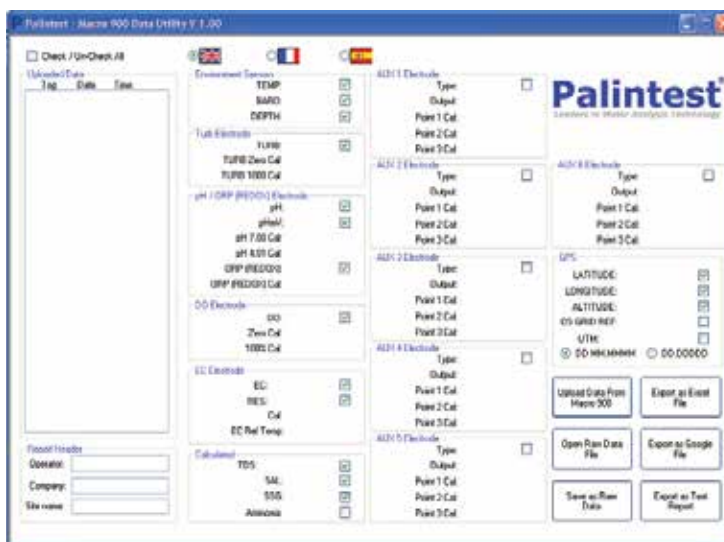 Palintest - Macro 900 Data Utility V 1.00
Check / Un-Check All
Uploaded Data
Tag Date Time
Report Header
Operator:
Company:
Site name:
Environment Sensors
TEMP:
BARO:
DEPTH:
Turb Electrode
TURB:
TURB Zero Cal:
TURB 1000 Cal:
pH / ORP (REDOX) Electrode
pH:
pHmV:
pH 7.00 Cal:
pH 4.01 Cal:
ORP (REDOX):
ORP (REDOX) Cal:
DO Electrode
DO:
Zero Cal:
100% Cal:
EC Electrode
EC:
RES:
Cal:
EC Ref Temp:
Calculated
TDS:
SAL:
SSG:
Ammonia:
AUX 1 Electrode
Type:
Output:
Point 1 Cal:
Point 2 Cal:
Point 3 Cal:
AUX 2 Electrode
Type:
Output:
Point 1 Cal:
Point 2 Cal:
Point 3 Cal:
AUX 3 Electrode
Type:
Output:
Point 1 Cal:
Point 2 Cal:
Point 3 Cal:
AUX 4 Electrode
Type:
Output:
Point 1 Cal:
Point 2 Cal:
Point 3 Cal:
AUX 5 Electrode
Type:
Output:
Point 1 Cal:
Point 2 Cal:
Point 3 Cal:
Palintest®
Leaders in Water Analysis Technology
AUX 6 Electrode
Type:
Output:
Point 1 Cal:
Point 2 Cal:
Point 3 Cal:
GPS
LATITUDE:
LONGITUDE:
ALTITUDE:
OS GRID REF:
UTM:
DD MM.MMMM DD.DDDDD
Upload Data From
Macro 900
Export as Excel
File
Open Raw Data
File
Export as Google
File
Save as Raw
Data
Export as Text
Report